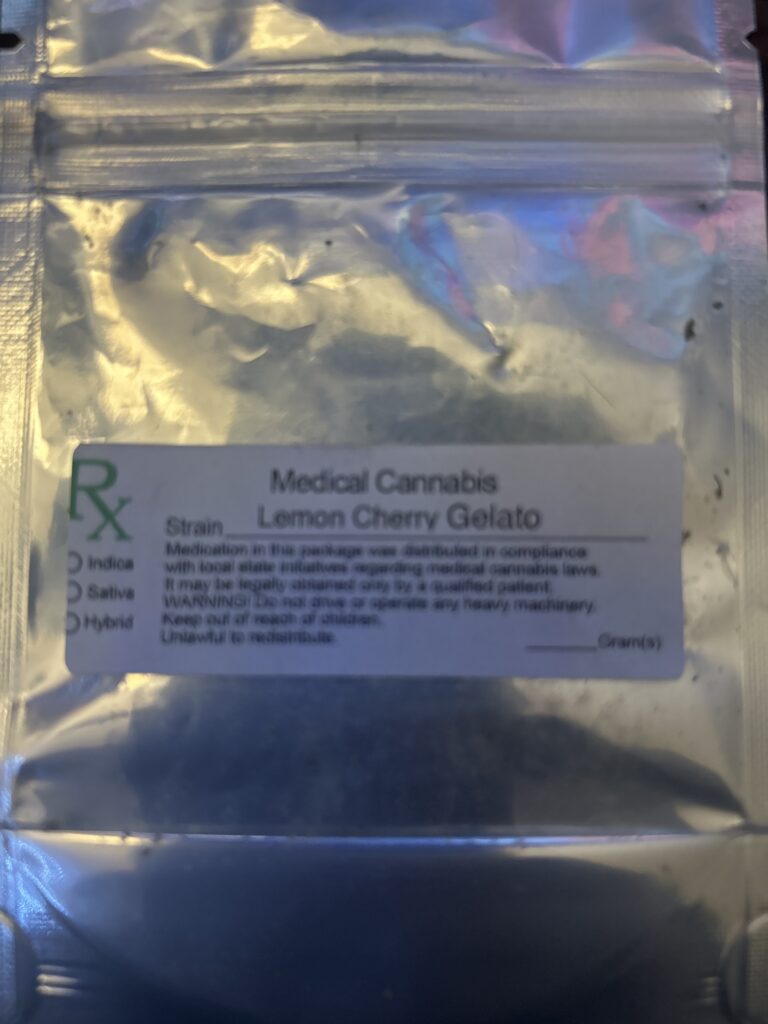 Rx
Medical Cannabis
Strain Lemon Cherry Gelato
Indica
Sativa
Hybrid
Medication in this package was distributed in compliance
with local state initiatives regarding medical cannabis laws.
It may be legally obtained only by a qualified patient.
WARNING! Do not drive or operate any heavy machinery.
Keep out of reach of children.
Unlawful to redistribute.
Gram(s)